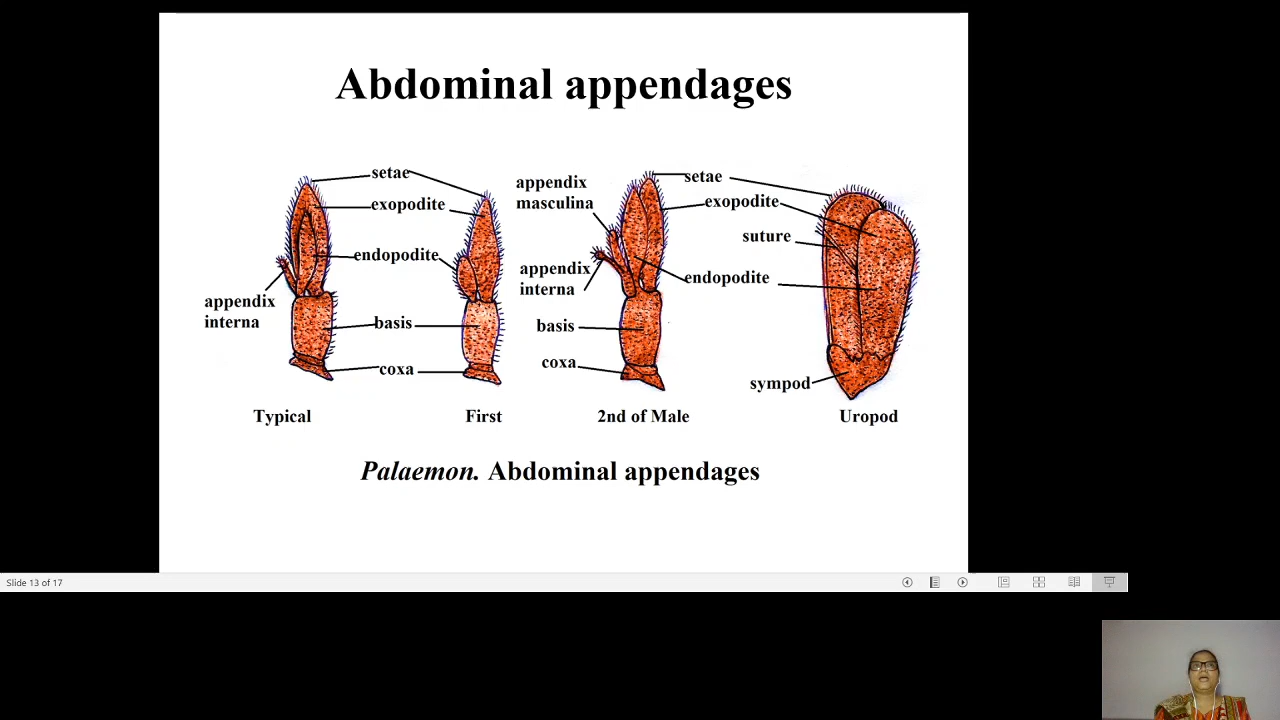 Abdominal appendages
setae
exopodite
endopodite
appendix
interna
basis
coxa
Typical
First
appendix
masculina
appendix
interna
basis
coxa
2nd of Male
setae
exopodite
suture
endopodite
sympod
Uropod
Palaemon. Abdominal appendages
Slide 13 of 17